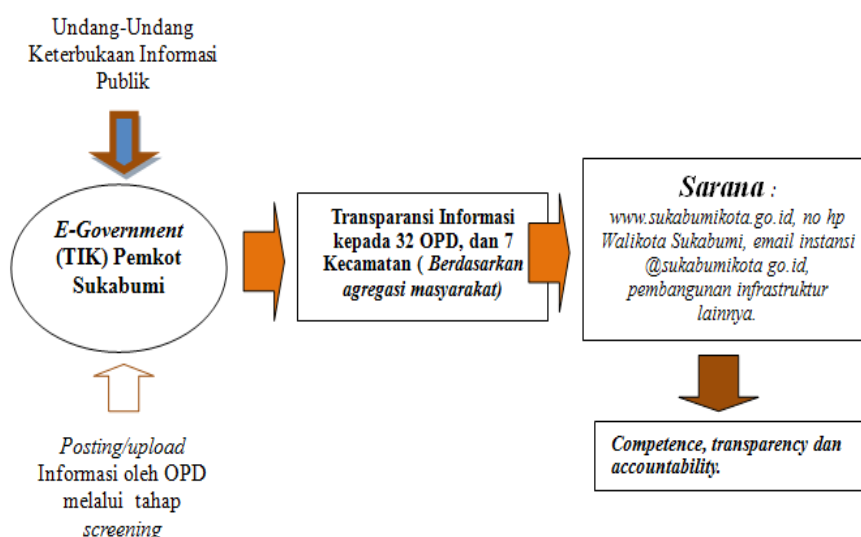 Undang-Undang
Keterbukaan Informasi
Publik
E-Government
(TIK) Pemkot
Sukabumi
Posting/upload
Informasi oleh OPD
melalui tahap
screening
Transparansi Informasi
kepada 32 OPD, dan 7
Kecamatan ( Berdasarkan
agregasi masyarakat)
Sarana :
www.sukabumikota.go.id, no hp
Walikota Sukabumi, email instansi
@sukabumikota go.id,
pembangunan infrastruktur
lainnya.
Competence, transparency dan
accountability.